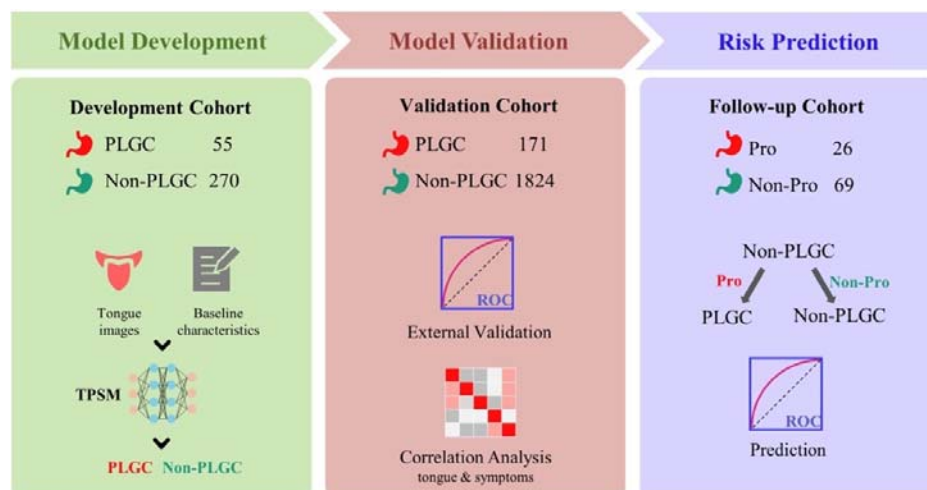 Model Development
Model Validation
Risk Prediction
Development Cohort
PLGC 55
Non-PLGC 270
Tongue
images
Baseline
characteristics
TPSM
PLGC Non-PLGC
Validation Cohort
PLGC 171
Non-PLGC 1824
ROC
External Validation
Correlation Analysis
tongue & symptoms
Follow-up Cohort
Pro 26
Non-Pro 69
Non-PLGC
Pro
Non-Pro
PLGC
Non-PLGC
ROC
Prediction